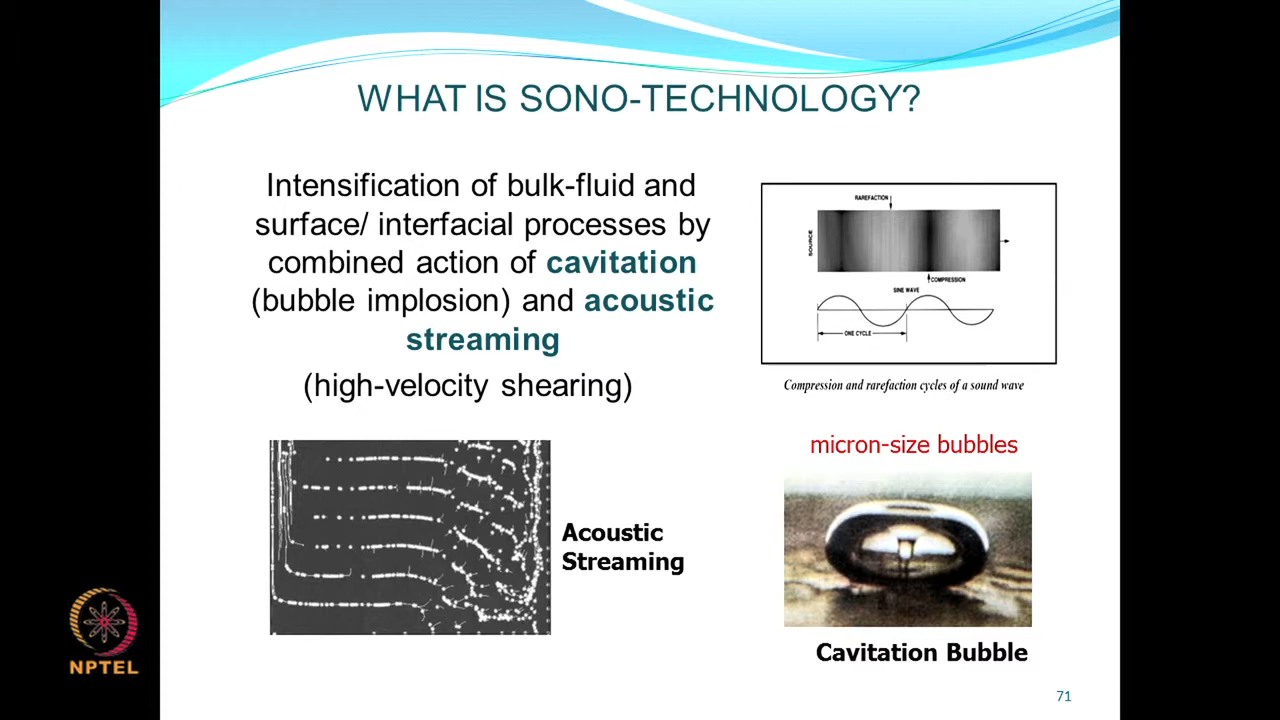 WHAT IS SONO-TECHNOLOGY?
Intensification of bulk-fluid and
surface/ interfacial processes by
combined action of cavitation
(bubble implosion) and acoustic
streaming
(high-velocity shearing)
RAREFACTION
SOURCE
COMPRESSION
SINE WAVE
ONE CYCLE
Compression and rarefaction cycles of a sound wave
Acoustic
Streaming
micron-size bubbles
Cavitation Bubble
NPTEL
71